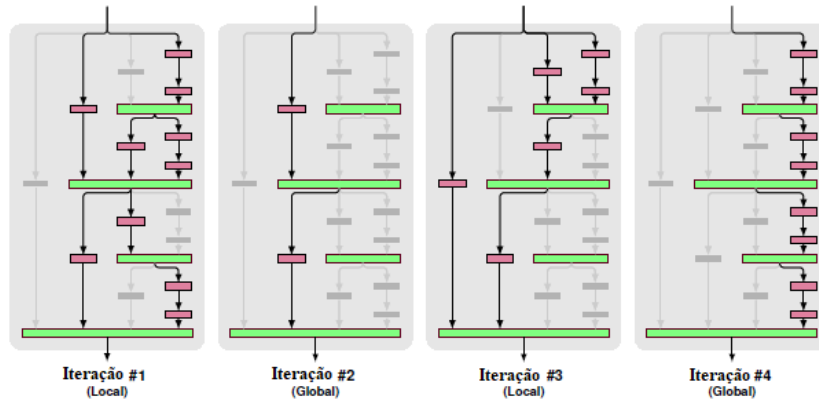 Iteração #1
(Local)
Iteração #2
(Global)
Iteração #3
(Local)
Iteração #4
(Global)